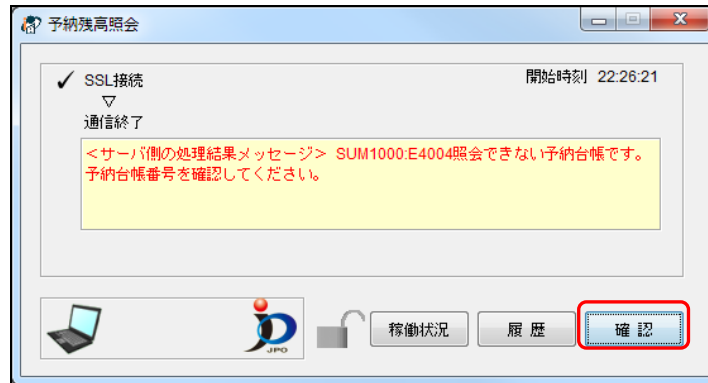 予納残高照会
SSL接続
開始時刻 22:26:21
▽
通信終了
<サーバ側の処理結果メッセージ> SUM1000:E4004照会できない予納台帳です。
予納台帳番号を確認してください。
JPO
稼働状況
履 歴
確 認